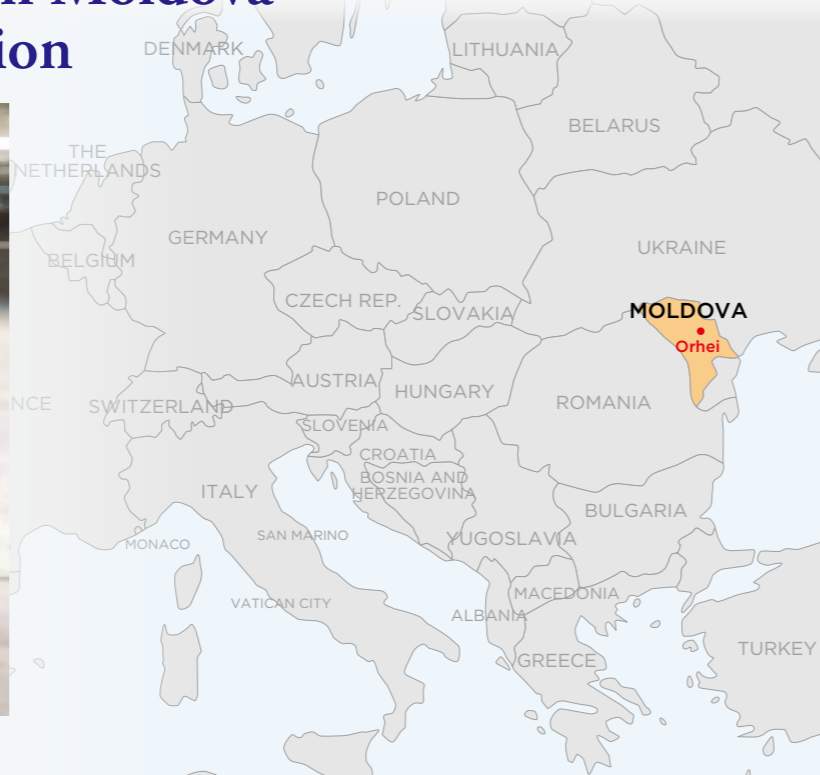 Moldova
ion
DENMARK
LITHUANIA
BELARUS
THE
NETHERLANDS
POLAND
GERMANY
UKRAINE
BELGIUM
CZECH REP.
SLOVAKIA
MOLDOVA
Orhei
AUSTRIA
HUNGARY
NCE
SWITZERLAND
ROMANIA
SLOVENIA
CROATIA
BOSNIA AND
HERZEGOVINA
ITALY
BULGARIA
SAN MARINO
YUGOSLAVIA
MONACO
MACEDONIA
VATICAN CITY
ALBANIA
TURKEY
GREECE